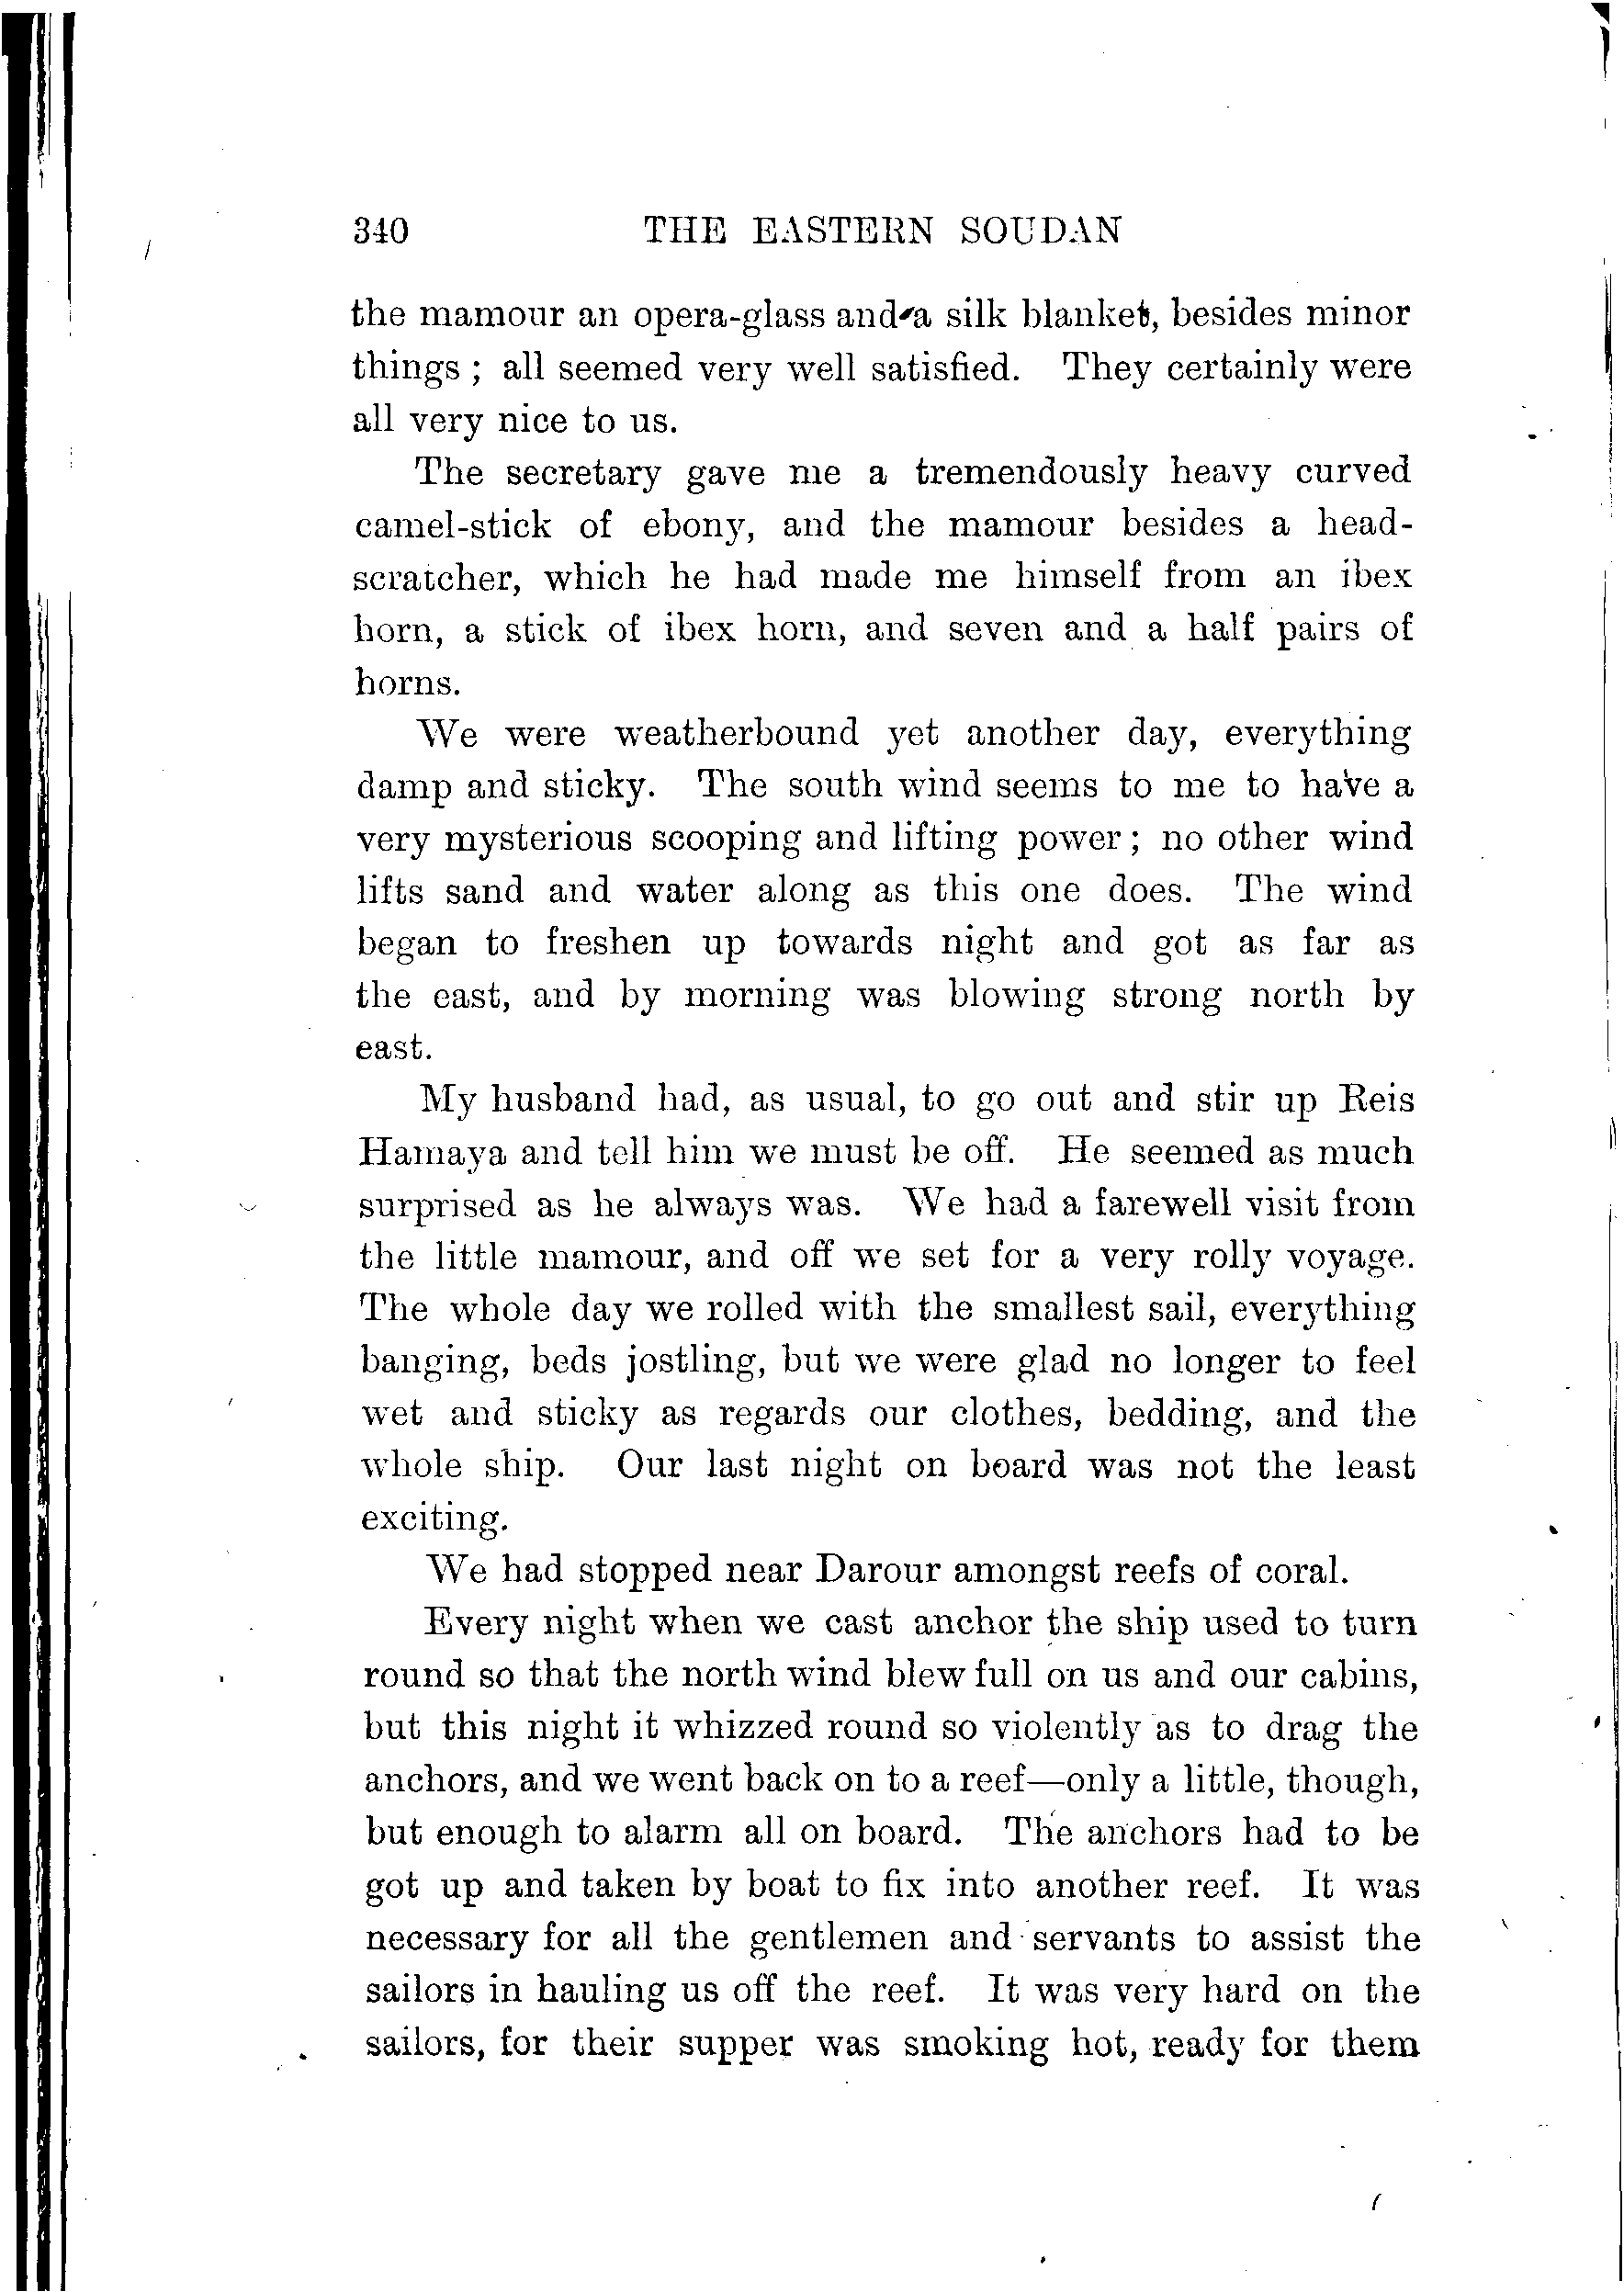 340 THE EASTERN SOUDAN
the mamour an opera-glass and a silk blanket, besides minor
things ; all seemed very well satisfied. They certainly were
all very nice to us.
The secretary gave me a tremendously heavy curved
camel-stick of ebony, and the mamour besides a head-
scratcher, which he had made me himself from an ibex
horn, a stick of ibex horn, and seven and a half pairs of
horns.
We were weatherbound yet another day, everything
damp and sticky. The south wind seems to me to have a
very mysterious scooping and lifting power ; no other wind
lifts sand and water along as this one does. The wind
began to freshen up towards night and got as far as
the east, and by morning was blowing strong north by
east.
My husband had, as usual, to go out and stir up Reis
Hamaya and tell him we must be off. He seemed as much
surprised as he always was. We had a farewell visit from
the little mamour, and off we set for a very rolly voyage.
The whole day we rolled with the smallest sail, everything
banging, beds jostling, but we were glad no longer to feel
wet and sticky as regards our clothes, bedding, and the
whole ship. Our last night on board was not the least
exciting.
We had stopped near Darour amongst reefs of coral.
Every night when we cast anchor the ship used to turn
round so that the north wind blew full on us and our cabins,
but this night it whizzed round so violently as to drag the
anchors, and we went back on to a reef—only a little, though,
but enough to alarm all on board. The anchors had to be
got up and taken by boat to fix into another reef. It was
necessary for all the gentlemen and servants to assist the
sailors in hauling us off the reef. It was very hard on the
sailors, for their supper was smoking hot, ready for them